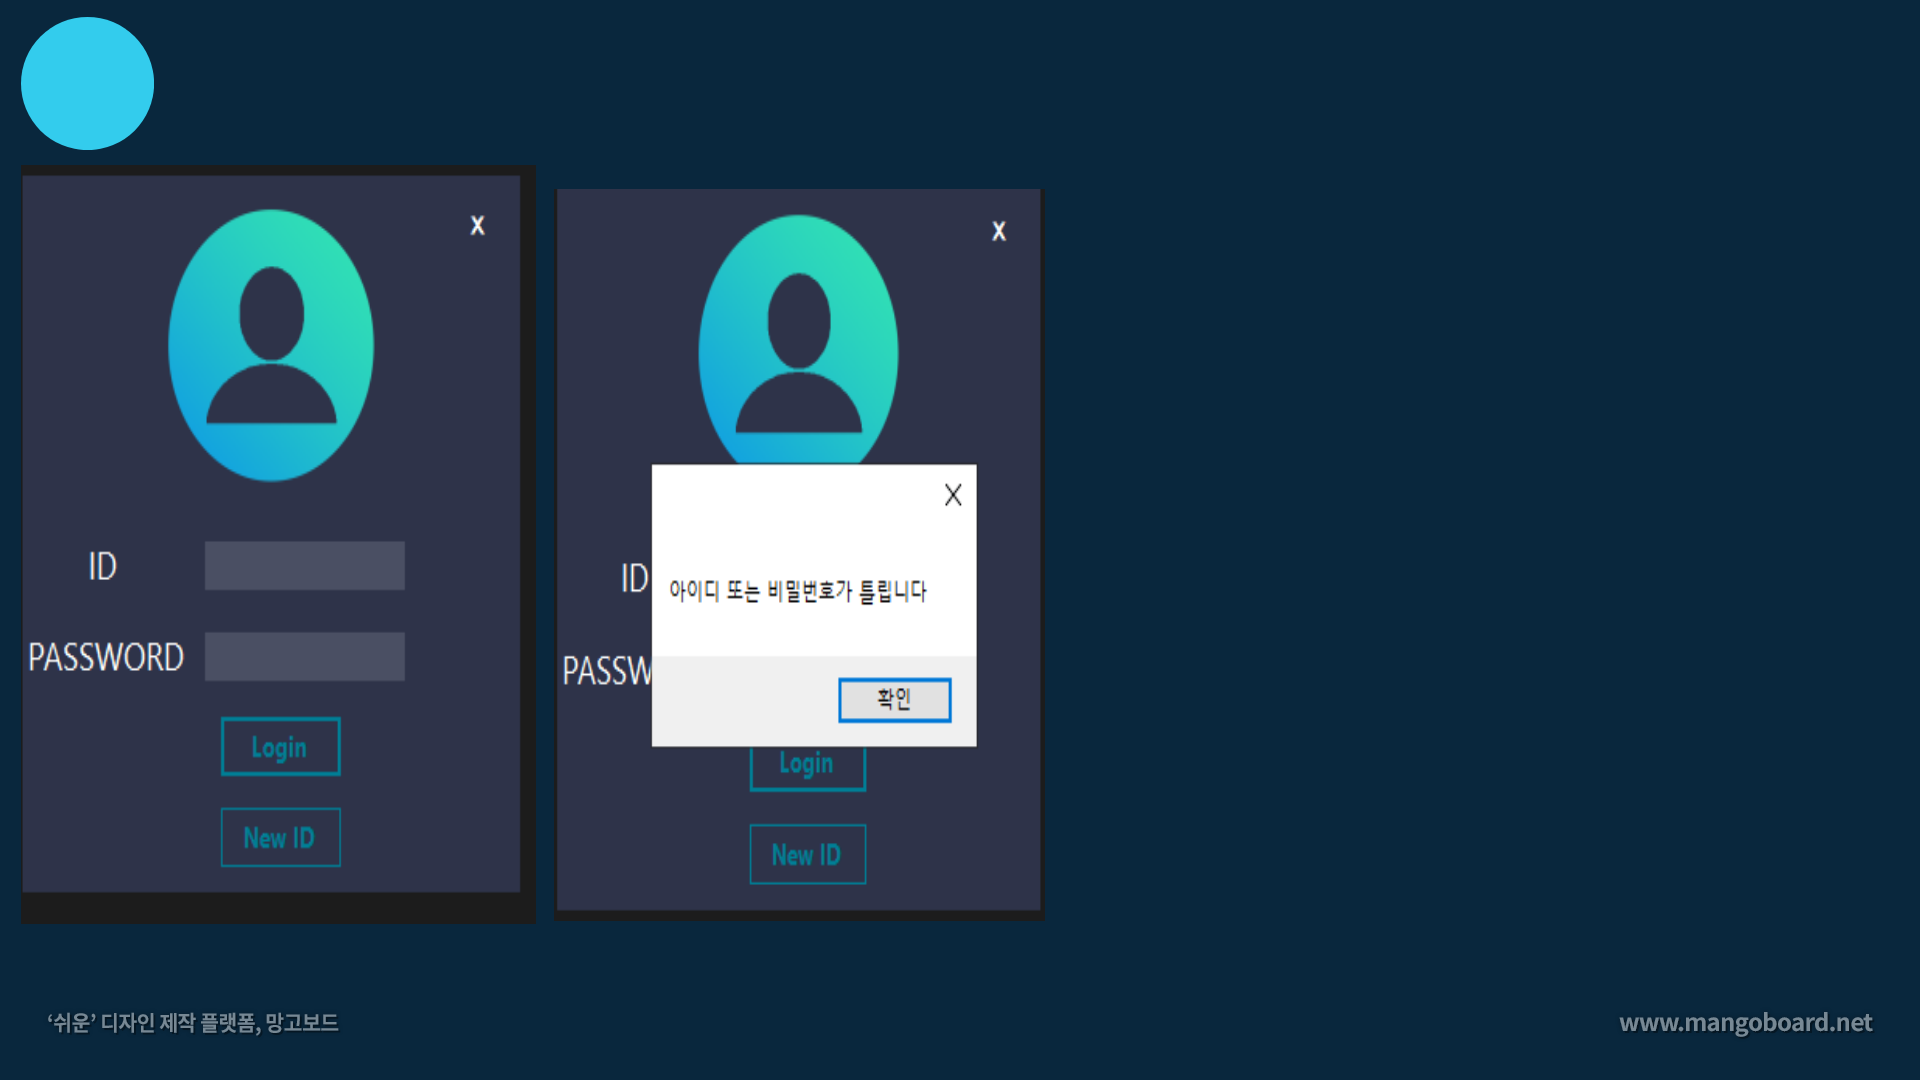 X
ID
PASSWORD
Login
New ID
X
X
ID
아이디 또는 비밀번호가 틀립니다
PASSW
확인
Login
New ID
‘쉬운’ 디자인 제작 플랫폼, 망고보드
www.mangoboard.net